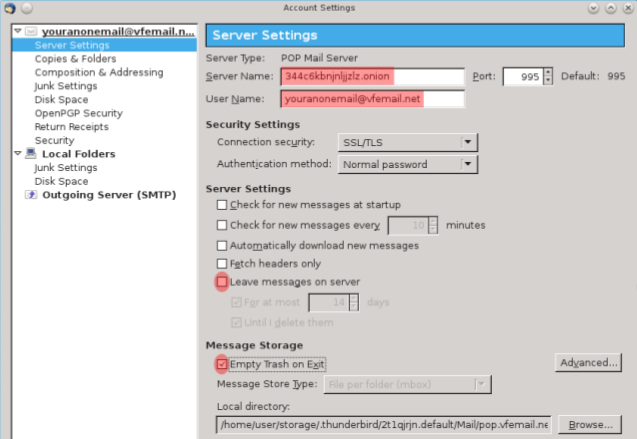 Account Settings
youranonemail@vfemail.n...
Server Settings
Copies & Folders
Composition & Addressing
Junk Settings
Disk Space
OpenPGP Security
Return Receipts
Security
Local Folders
Junk Settings
Disk Space
Outgoing Server (SMTP)
Server Settings
Server Type: POP Mail Server
Server Name: 344c6kbnjnljjzlz.onion Port: 995 Default: 995
User Name: youranonemail@vfemail.net
Security Settings
Connection security: SSL/TLS
Authentication method: Normal password
Server Settings
Check for new messages at startup
Check for new messages every 10 minutes
Automatically download new messages
Fetch headers only
Leave messages on server
For at most 14 days
Until I delete them
Message Storage
Empty Trash on Exit
Advanced...
Message Store Type: File per folder (mbox)
Local directory:
/home/user/storage/.thunderbird/2t1qjrjn.default/Mail/pop.vfemail.ne
Browse...